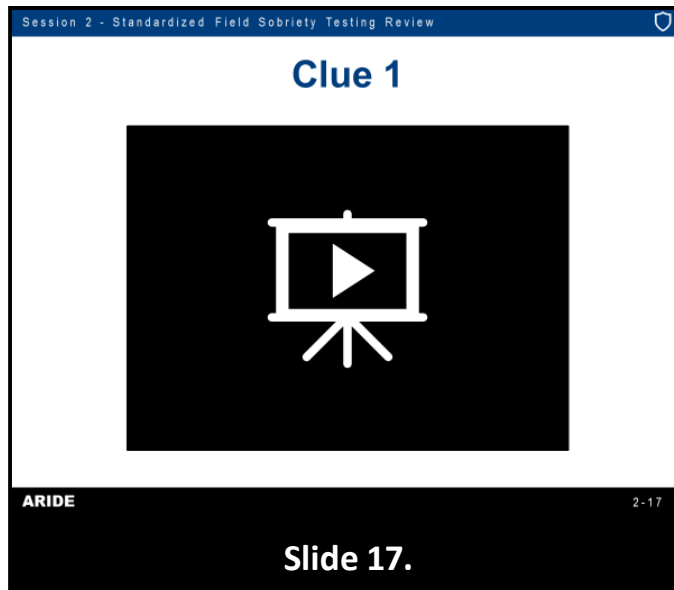 Session 2 - Standardized Field Sobriety Testing Review
Clue 1
ARIDE
2-17
Slide 17.